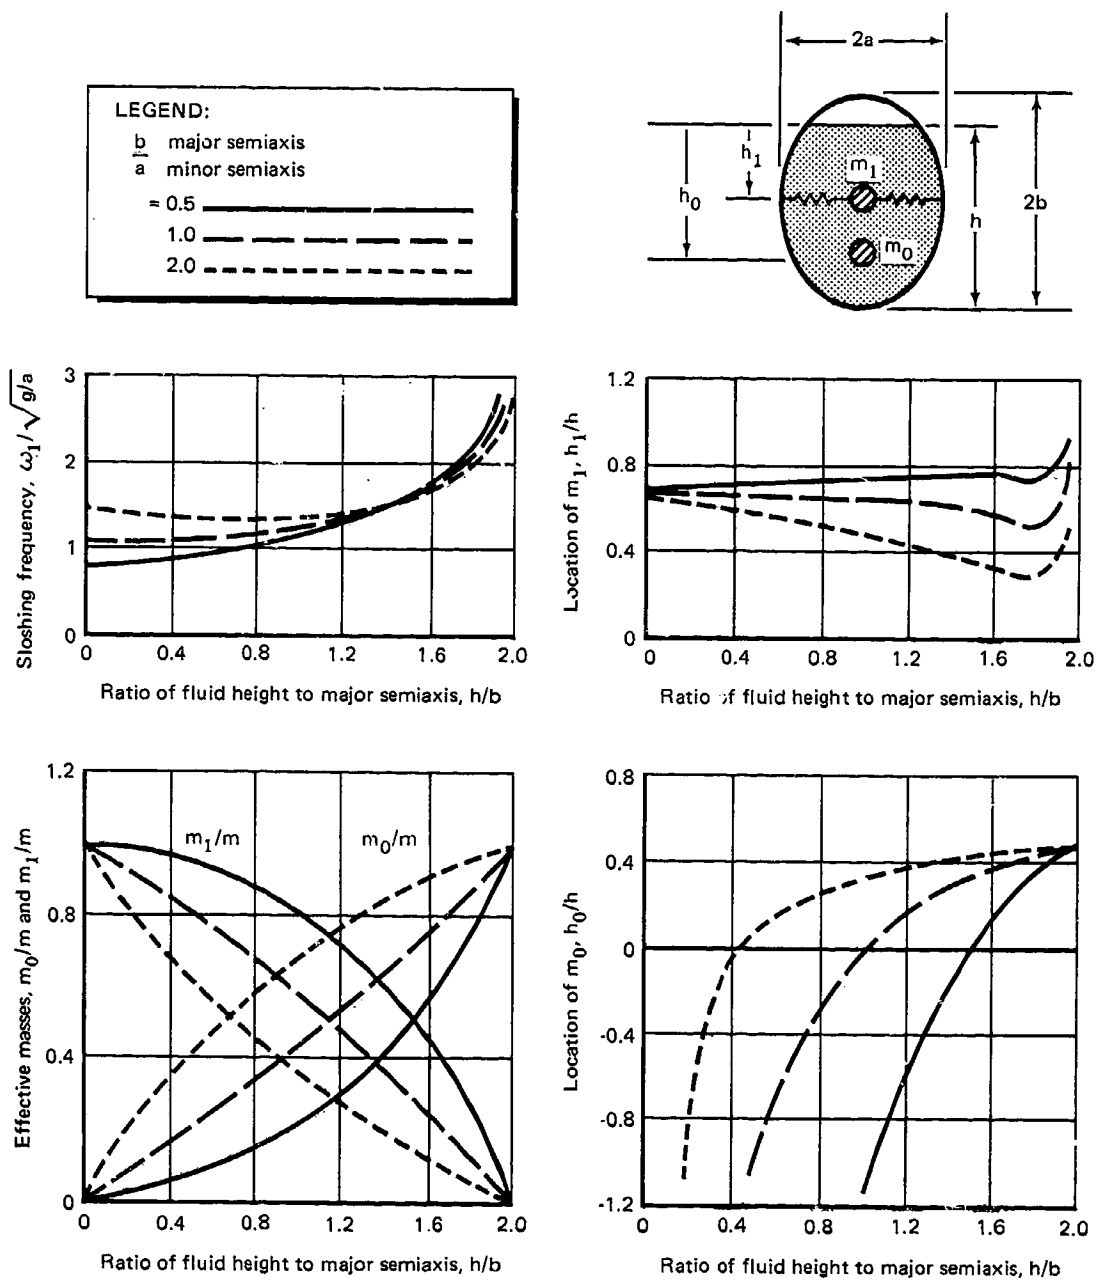 LEGEND:
b major semiaxis
a minor semiaxis
= 0.5
1.0
2.0
2a
h₁
h₀
m₁
m₀
h
2b
Sloshing frequency, ω₁/√g/a
3
2
1
0
0 0.4 0.8 1.2 1.6 2.0
Ratio of fluid height to major semiaxis, h/b
Location of m₁, h₁/h
1.2
0.8
0.4
0
0 0.4 0.8 1.2 1.6 2.0
Ratio of fluid height to major semiaxis, h/b
Effective masses, m₀/m and m₁/m
1.2
0.8
0.4
0
m₁/m
m₀/m
0 0.4 0.8 1.2 1.6 2.0
Ratio of fluid height to major semiaxis, h/b
Location of m₀, h₀/h
0.8
0.4
0
-0.4
-0.8
-1.2
0 0.4 0.8 1.2 1.6 2.0
Ratio of fluid height to major semiaxis, h/b